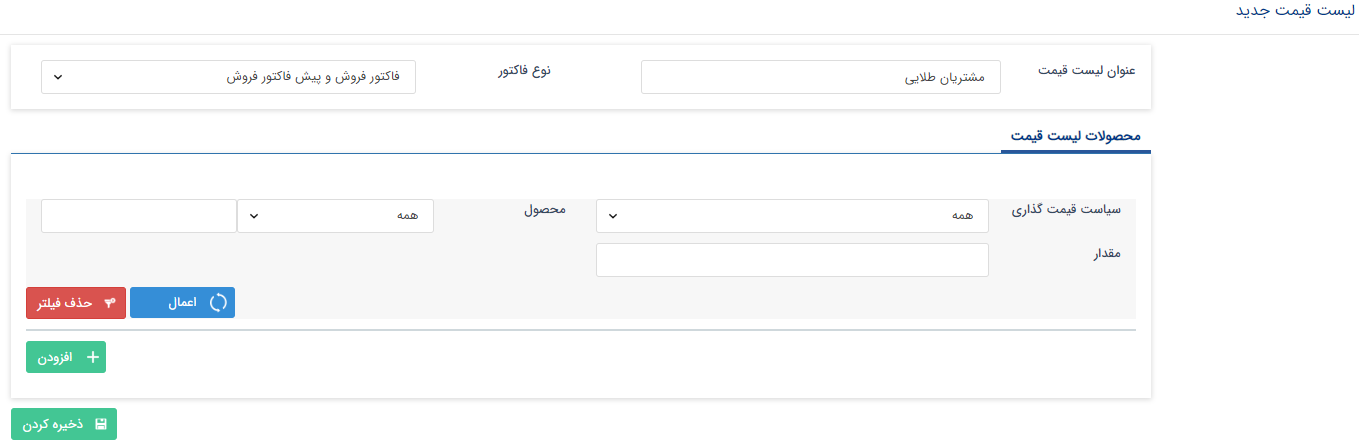 لیست قیمت جدید
عنوان لیست قیمت مشتریان طلایی نوع فاکتور فاکتور فروش و پیش فاکتور فروش
محصولات لیست قیمت
سیاست قیمت گذاری همه محصول همه
مقدار
اعمال حذف فیلتر
افزودن
ذخیره کردن